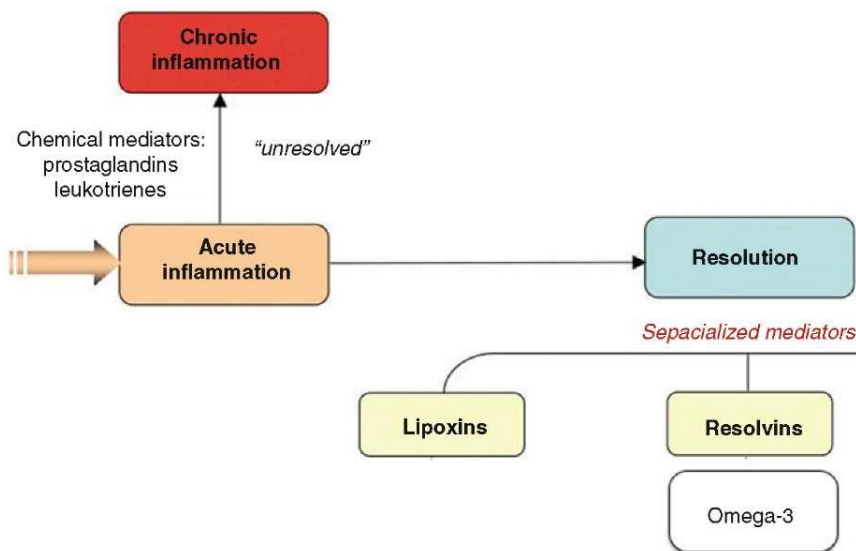 Chronic
inflammation
Chemical mediators:
prostaglandins
leukotrienes
“unresolved”
Acute
inflammation
Resolution
Sepacialized mediators
Lipoxins
Resolvins
Omega-3